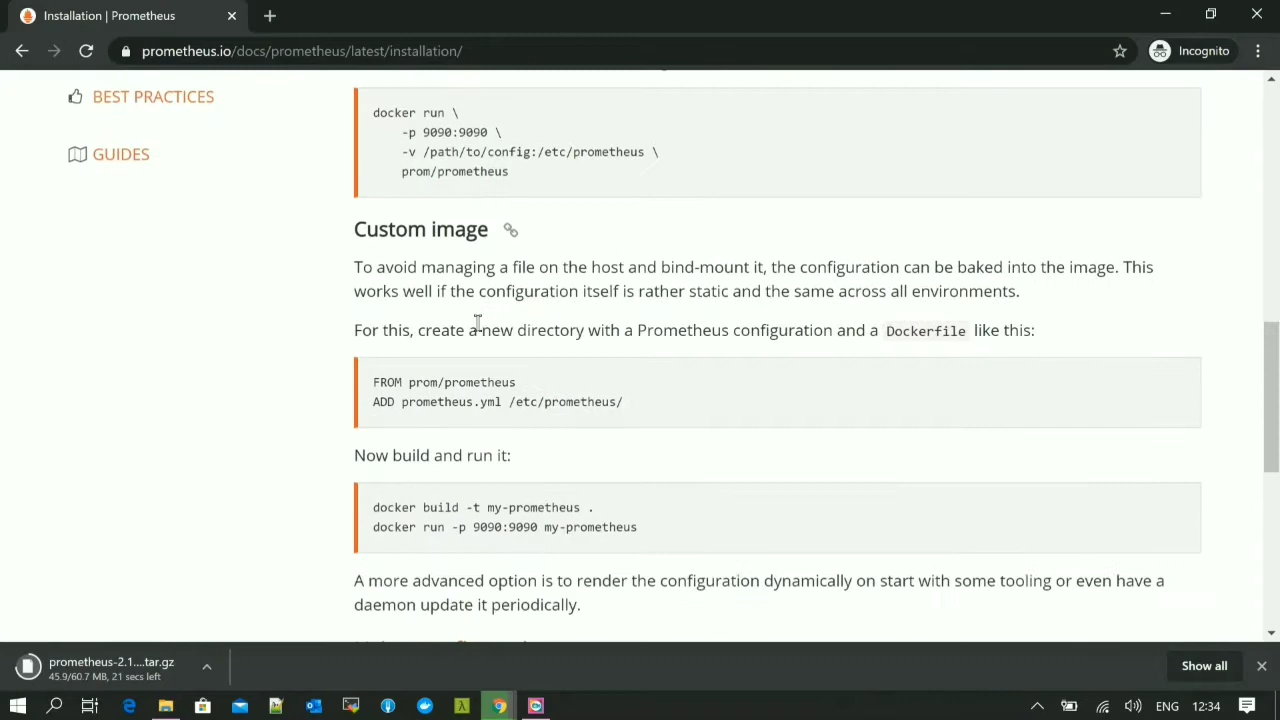 Installation | Prometheus
prometheus.io/docs/prometheus/latest/installation/
Incognito
BEST PRACTICES
GUIDES
docker run \
-p 9090:9090 \
-v /path/to/config:/etc/prometheus \
prom/prometheus
Custom image
To avoid managing a file on the host and bind-mount it, the configuration can be baked into the image. This
works well if the configuration itself is rather static and the same across all environments.
For this, create a new directory with a Prometheus configuration and a Dockerfile like this:
FROM prom/prometheus
ADD prometheus.yml /etc/prometheus/
Now build and run it:
docker build -t my-prometheus .
docker run -p 9090:9090 my-prometheus
A more advanced option is to render the configuration dynamically on start with some tooling or even have a
daemon update it periodically.
prometheus-2.1....tar.gz
45.9/60.7 MB, 21 secs left
Show all
ENG
12:34